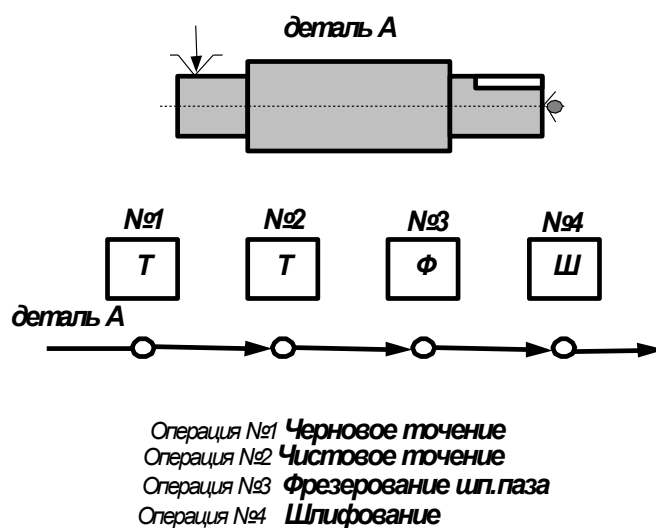 деталь А
№1 №2 №3 №4
Т Т Ф Ш
деталь А
Операция №1 Черновое точение
Операция №2 Чистовое точение
Операция №3 Фрезерование шп.паза
Операция №4 Шлифование